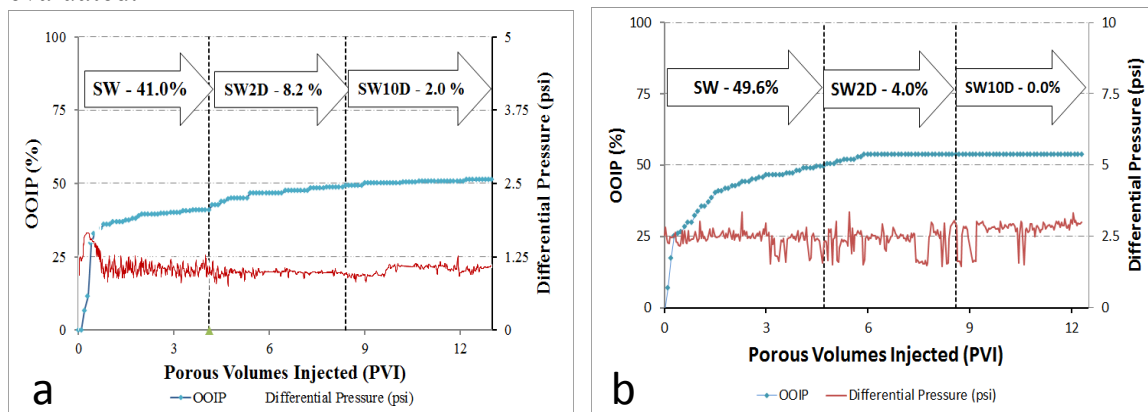 evaluated.
100
75
50
25
0
OOIP (%)
SW - 41.0%
SW2D - 8.2 %
SW10D - 2.0 %
5
3.75
2.5
1.25
0
Differential Pressure (psi)
0 3 6 9 12
Porous Volumes Injected (PVI)
a
OOIP Differential Pressure (psi)
100
75
50
25
0
OOIP (%)
SW - 49.6%
SW2D - 4.0%
SW10D - 0.0%
10
7.5
5
2.5
0
Differential Pressure (psi)
0 3 6 9 12
Porous Volumes Injected (PVI)
b
OOIP Differential Pressure (psi)